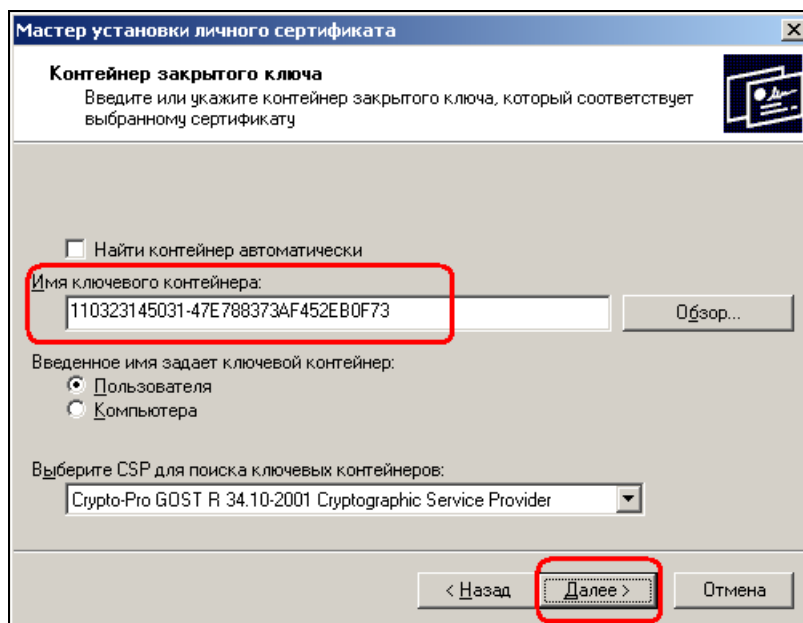 Мастер установки личного сертификата
Контейнер закрытого ключа
Введите или укажите контейнер закрытого ключа, который соответствует
выбранному сертификату
Найти контейнер автоматически
Имя ключевого контейнера:
110323145031-47E788373AF452EB0F73
Обзор...
Введенное имя задает ключевой контейнер:
Пользователя
Компьютера
Выберите CSP для поиска ключевых контейнеров:
Crypto-Pro GOST R 34.10-2001 Cryptographic Service Provider
< Назад Далее > Отмена